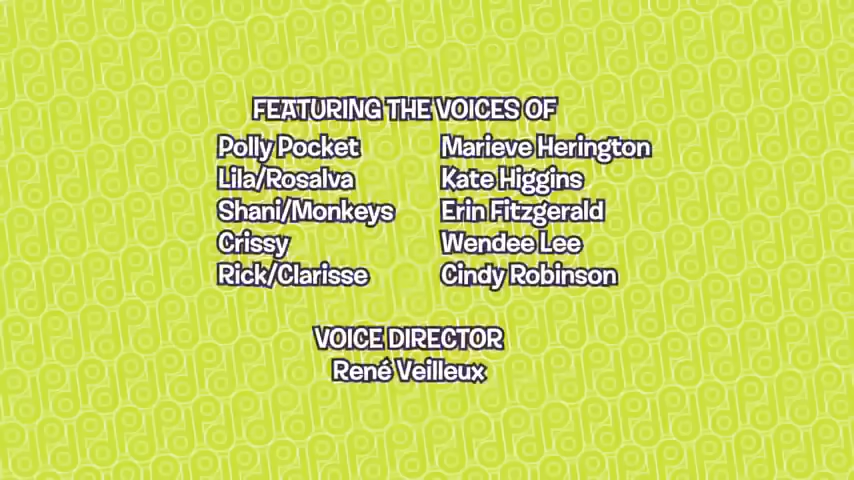 FEATURING THE VOICES OF
Polly Pocket Marieve Herington
Lila/Rosalva Kate Higgins
Shani/Monkeys Erin Fitzgerald
Crissy Wendee Lee
Rick/Clarisse Cindy Robinson
VOICE DIRECTOR
René Veilleux